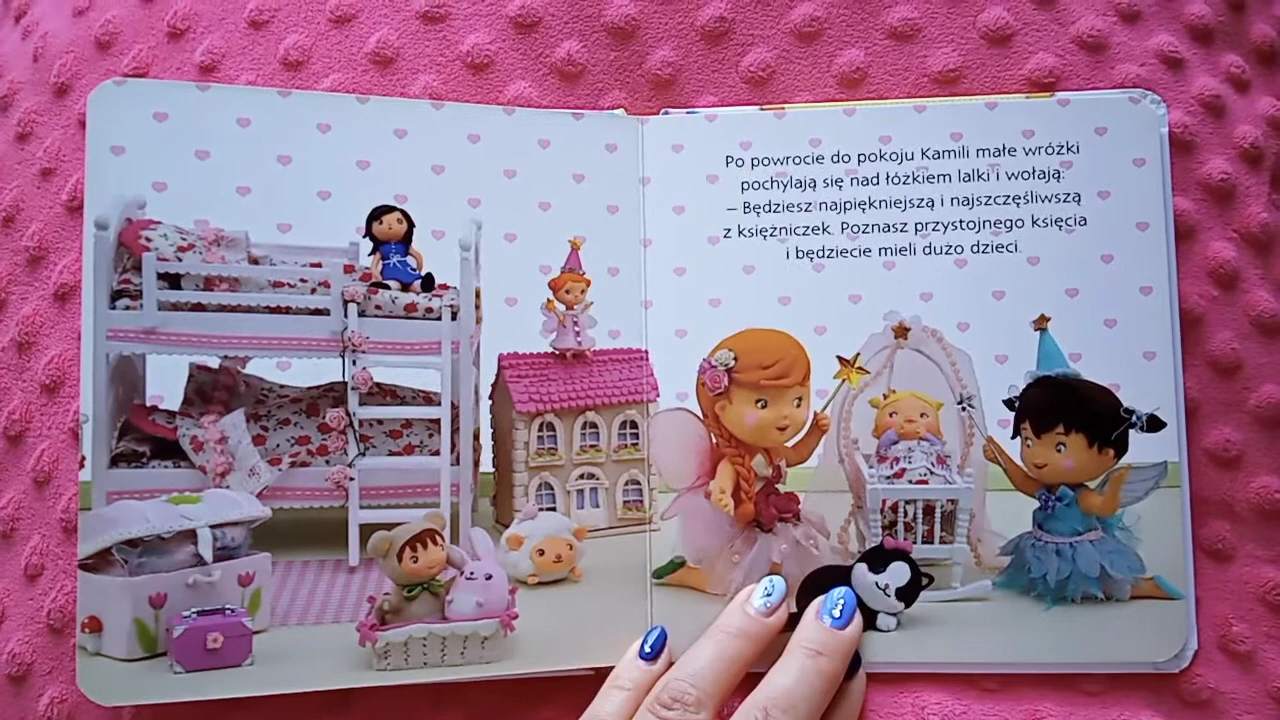 Po powrocie do pokoju Kamili małe wróżki
pochylają się nad łóżkiem lalki i wołają:
– Będziesz najpiękniejszą i najszczęśliwszą
z księżniczek. Poznasz przystojnego księcia
i będziecie mieli dużo dzieci.